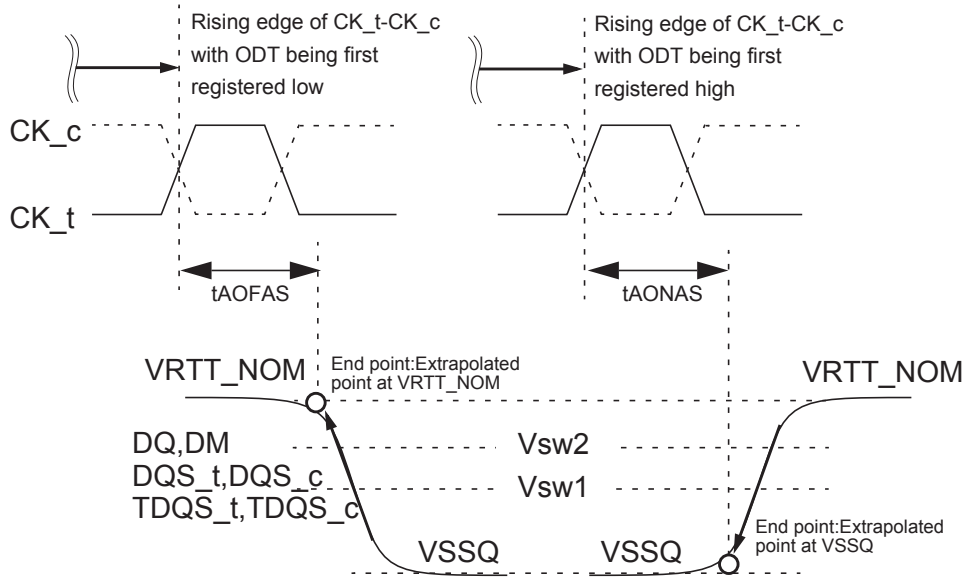 Rising edge of CK_t-CK_c
with ODT being first
registered low
Rising edge of CK_t-CK_c
with ODT being first
registered high
CK_c
CK_t
tAOFAS
tAONAS
VRTT_NOM
End point:Extrapolated
point at VRTT_NOM
VRTT_NOM
DQ,DM
DQS_t,DQS_c
TDQS_t,TDQS_c
Vsw2
Vsw1
VSSQ
VSSQ
End point:Extrapolated
point at VSSQ